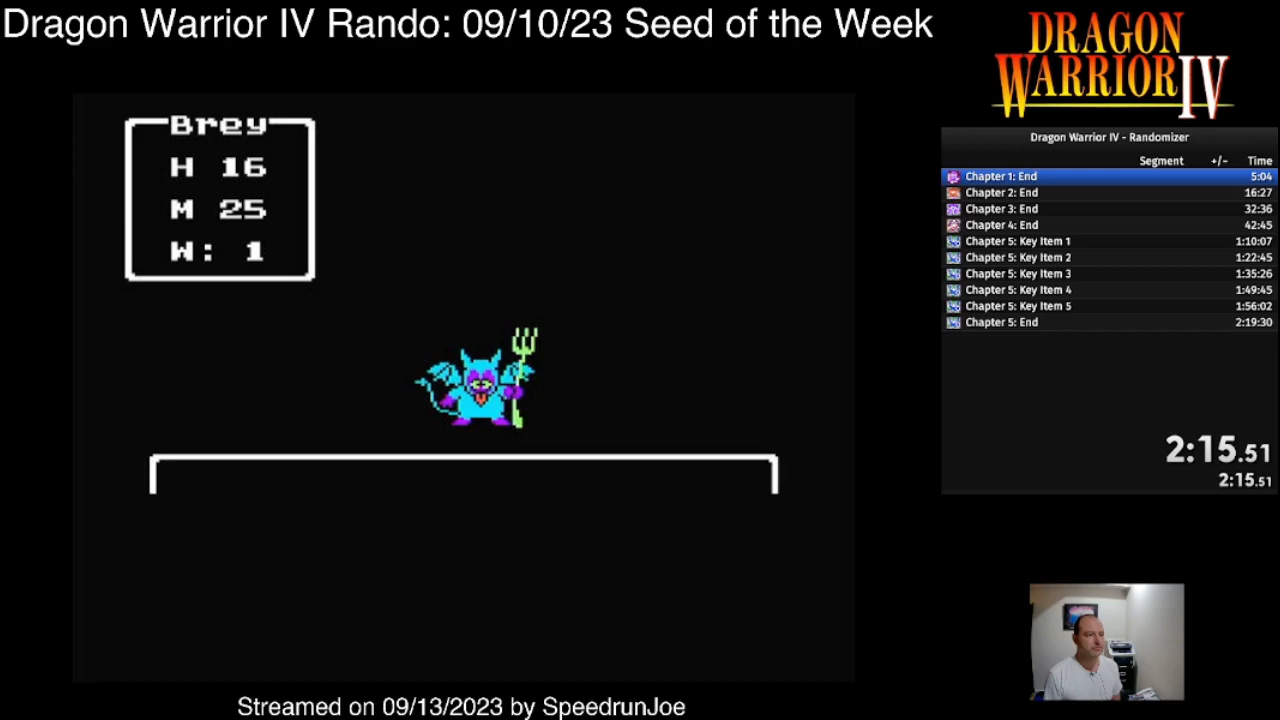 Dragon Warrior IV Rando: 09/10/23 Seed of the Week
DRAGON
WARRIOR IV
Brey
H 16
M 25
W: 1
Dragon Warrior IV - Randomizer
Segment +/- Time
Chapter 1: End 5:04
Chapter 2: End 16:27
Chapter 3: End 32:36
Chapter 4: End 42:45
Chapter 5: Key Item 1 1:10:07
Chapter 5: Key Item 2 1:22:45
Chapter 5: Key Item 3 1:35:26
Chapter 5: Key Item 4 1:49:45
Chapter 5: Key Item 5 1:56:02
Chapter 5: End 2:19:30
2:15.51
2:15.51
Streamed on 09/13/2023 by SpeedrunJoe